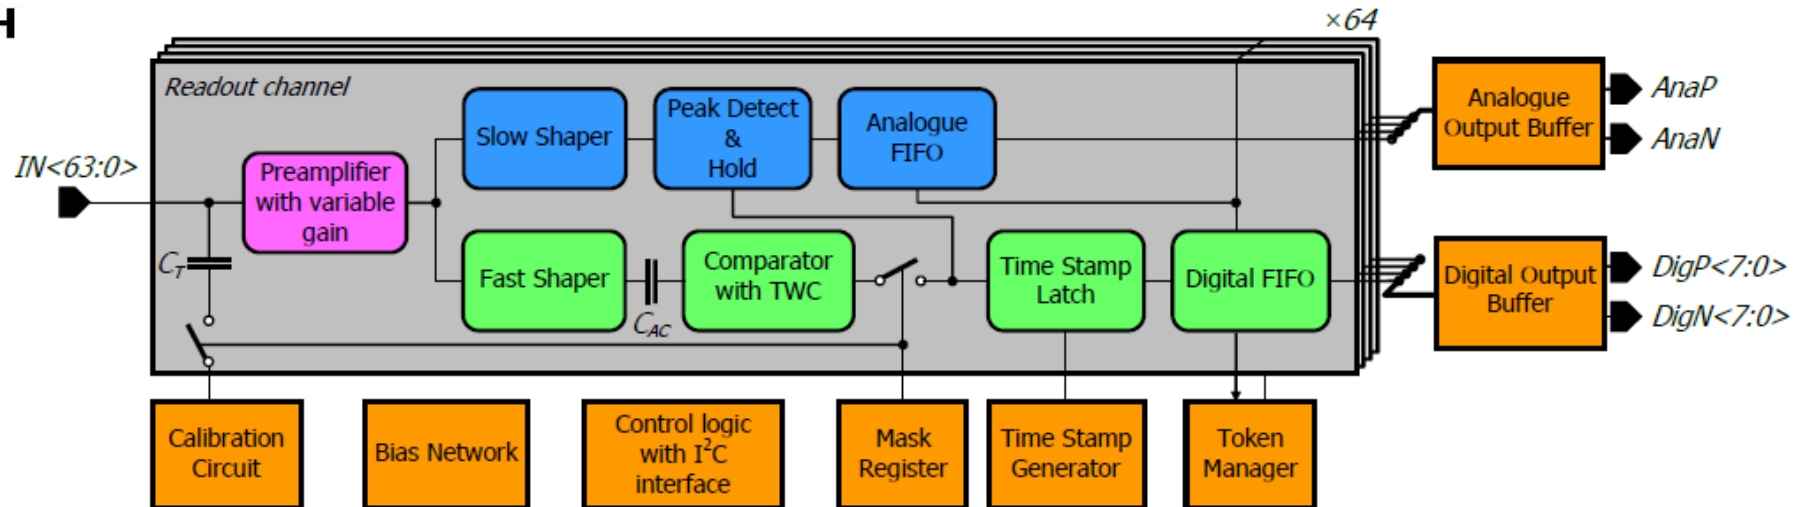 H
×64
Readout channel
IN<63:0>
Preamplifier
with variable
gain
Slow Shaper
Peak Detect
&
Hold
Analogue
FIFO
Analogue
Output Buffer
AnaP
AnaN
C_T
Fast Shaper
C_AC
Comparator
with TWC
Time Stamp
Latch
Digital FIFO
Digital Output
Buffer
DigP<7:0>
DigN<7:0>
Calibration
Circuit
Bias Network
Control logic
with I²C
interface
Mask
Register
Time Stamp
Generator
Token
Manager